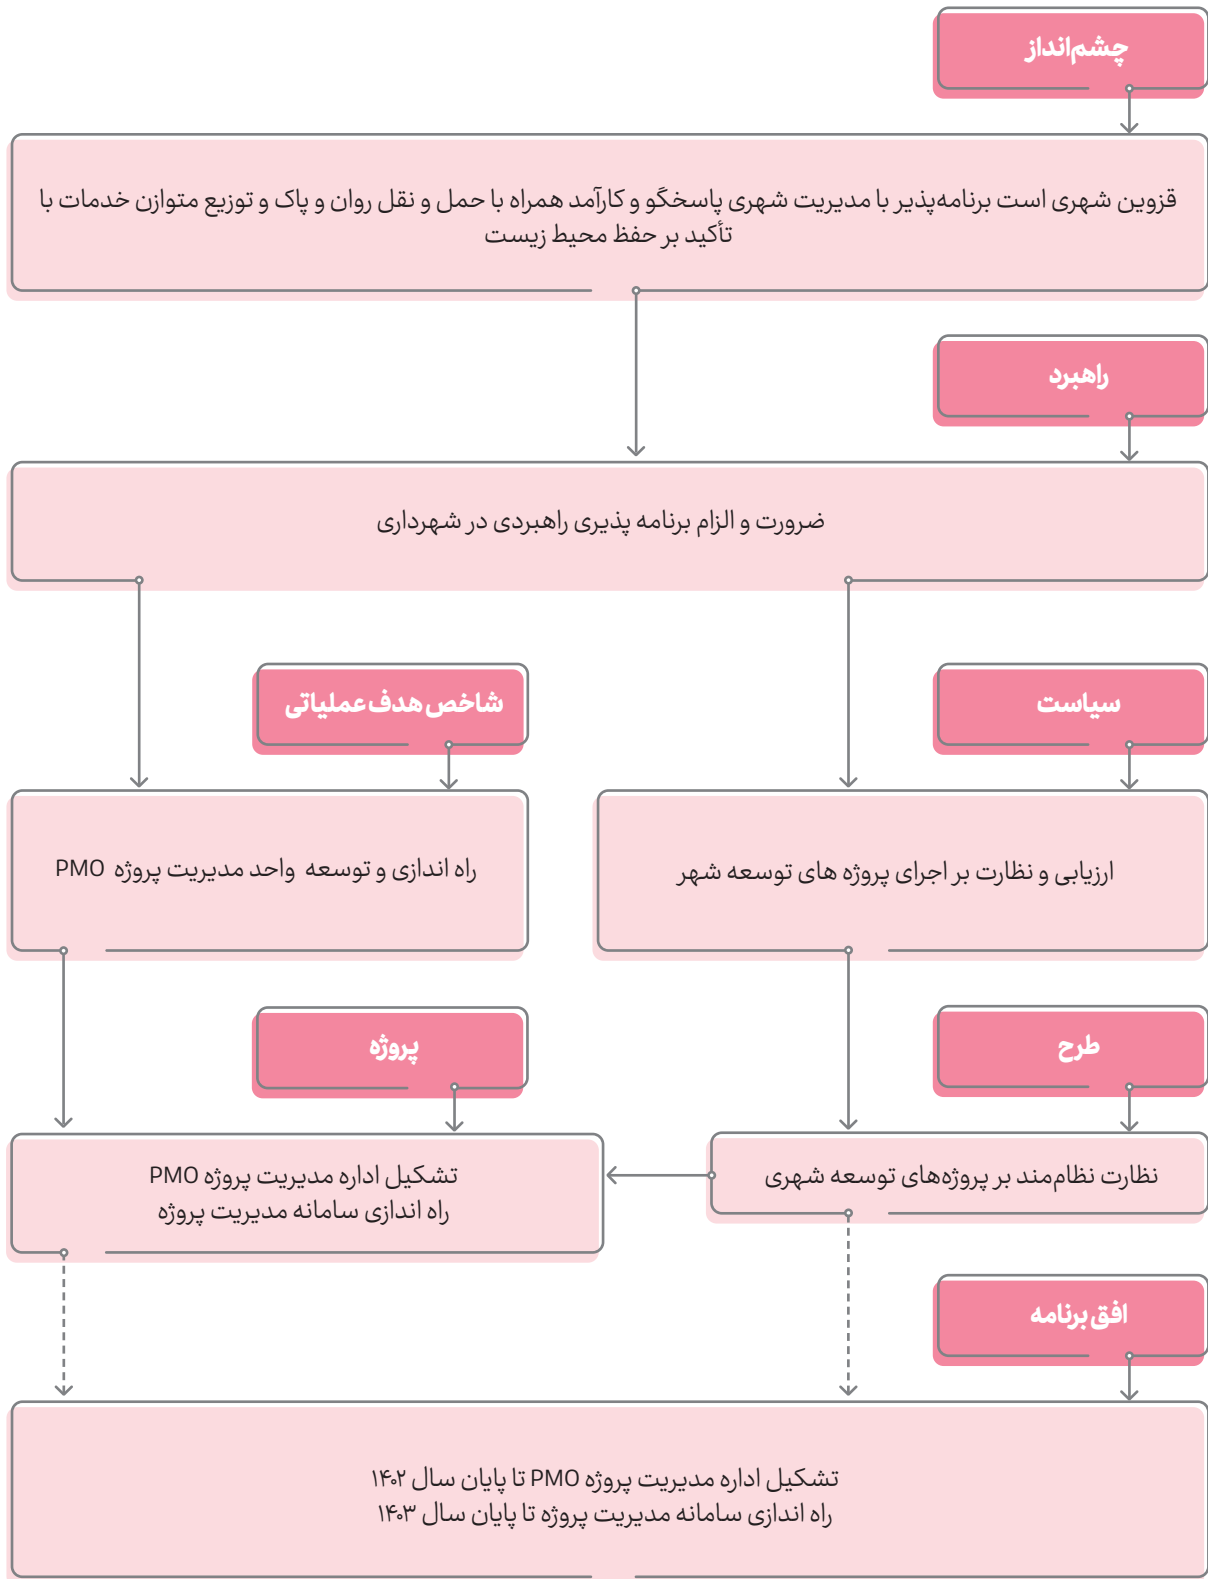 چشم‌انداز
قزوین شهری است برنامه‌پذیر با مدیریت شهری پاسخگو و کارآمد همراه با حمل و نقل روان و پاک و توزیع متوازن خدمات با
تأکید بر حفظ محیط زیست
راهبرد
ضرورت و الزام برنامه پذیری راهبردی در شهرداری
سیاست
شاخص هدف عملیاتی
ارزیابی و نظارت بر اجرای پروژه های توسعه شهر
راه اندازی و توسعه واحد مدیریت پروژه PMO
طرح
پروژه
نظارت نظام‌مند بر پروژه‌های توسعه شهری
تشکیل اداره مدیریت پروژه PMO
راه اندازی سامانه مدیریت پروژه
افق برنامه
تشکیل اداره مدیریت پروژه PMO تا پایان سال ۱۴۰۲
راه اندازی سامانه مدیریت پروژه تا پایان سال ۱۴۰۳